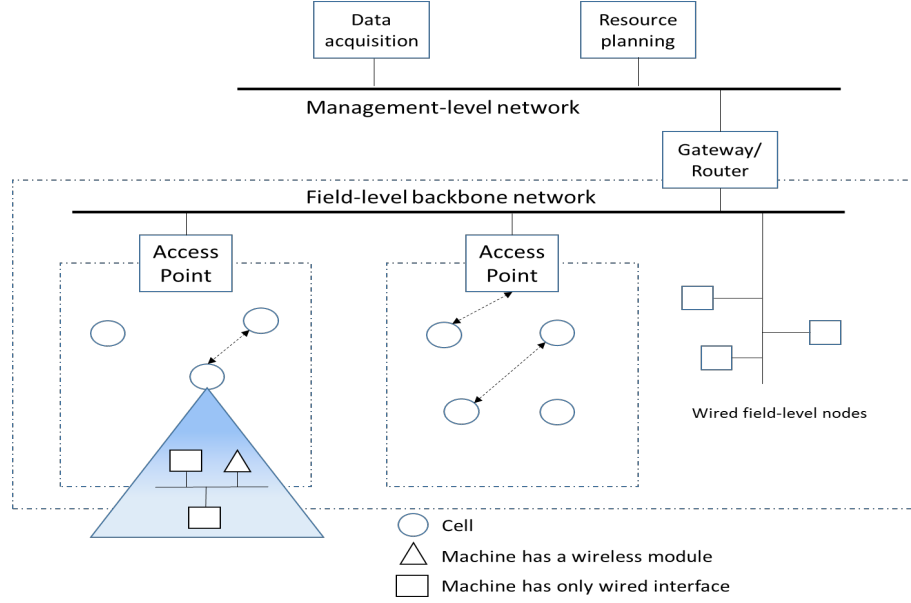 Data
acquisition
Resource
planning
Management-level network
Gateway/
Router
Field-level backbone network
Access
Point
Access
Point
Wired field-level nodes
Cell
Machine has a wireless module
Machine has only wired interface